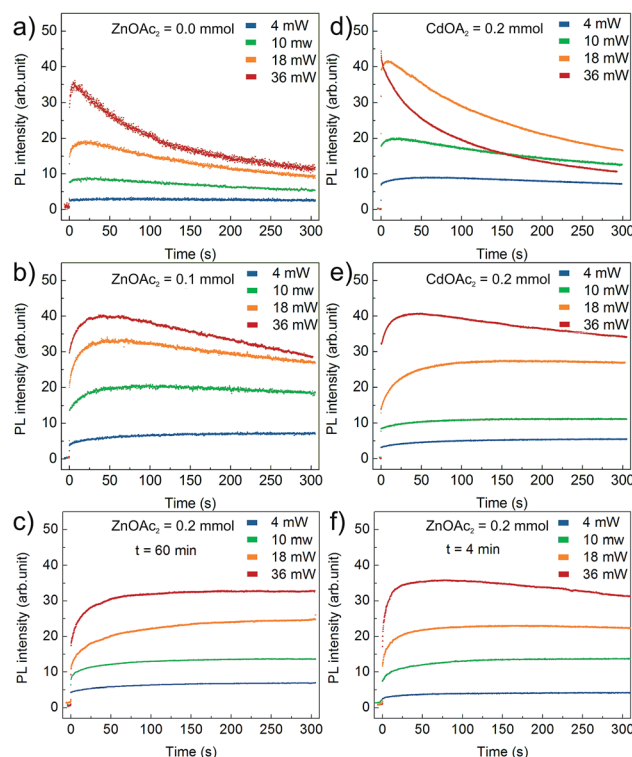 a)
ZnOAc2 = 0.0 mmol
4 mW
10 mw
18 mW
36 mW
PL intensity (arb.unit)
50
40
30
20
10
0
0 50 100 150 200 250 300
Time (s)
d)
CdOA2 = 0.2 mmol
4 mW
10 mW
18 mW
36 mW
PL intensity (arb.unit)
50
40
30
20
10
0
0 50 100 150 200 250 300
Time (s)
b)
ZnOAc2 = 0.1 mmol
4 mW
10 mw
18 mW
36 mW
PL intensity (arb.unit)
50
40
30
20
10
0
0 50 100 150 200 250 300
Time (s)
e)
CdOAc2 = 0.2 mmol
4 mW
10 mW
18 mW
36 mW
PL intensity (arb.unit)
50
40
30
20
10
0
0 50 100 150 200 250 300
Time (s)
c)
ZnOAc2 = 0.2 mmol
t = 60 min
4 mW
10 mw
18 mW
36 mW
PL intensity (arb.unit)
50
40
30
20
10
0
0 50 100 150 200 250 300
Time (s)
f)
ZnOAc2 = 0.2 mmol
t = 4 min
4 mW
10 mW
18 mW
36 mW
PL intensity (arb.unit)
50
40
30
20
10
0
0 50 100 150 200 250 300
Time (s)